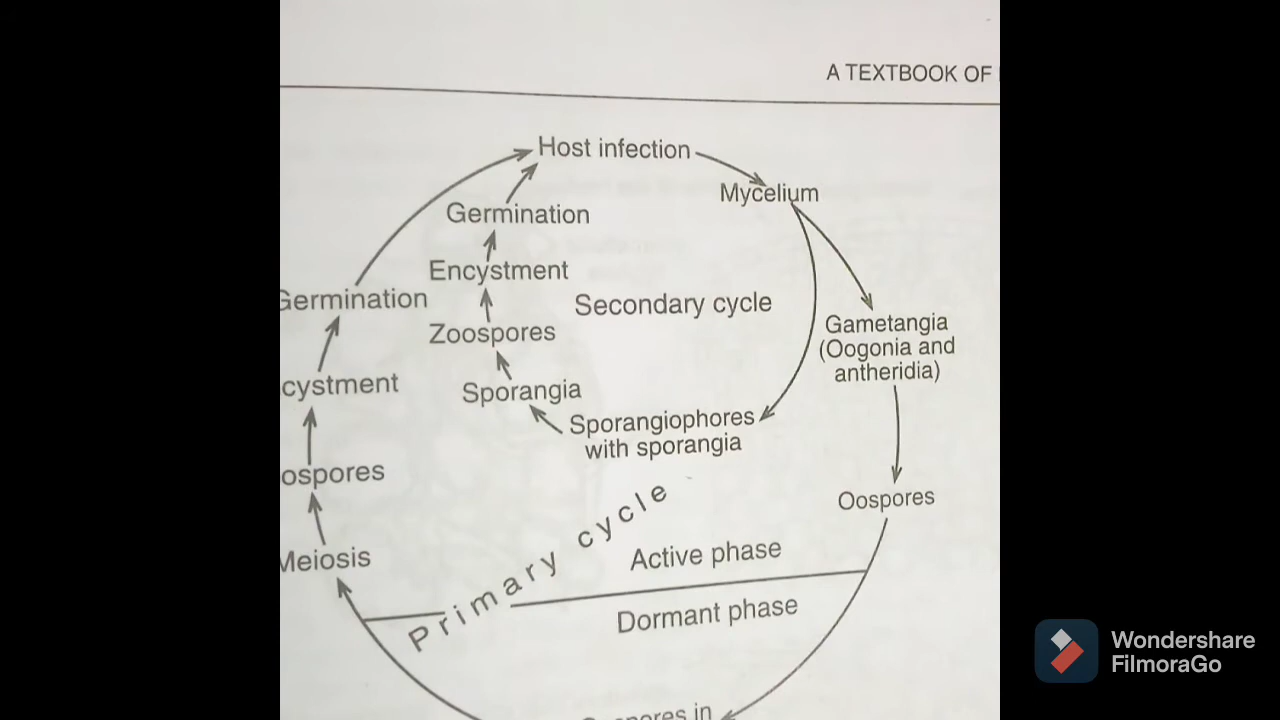 A TEXTBOOK OF
Host infection
Mycelium
Germination
Encystment
Secondary cycle
Germination
Zoospores
Gametangia
(Oogonia and
antheridia)
cystment
Sporangia
Sporangiophores
with sporangia
ospores
Oospores
Meiosis
Primary cycle
Active phase
Dormant phase
in
Wondershare
FilmoraGo